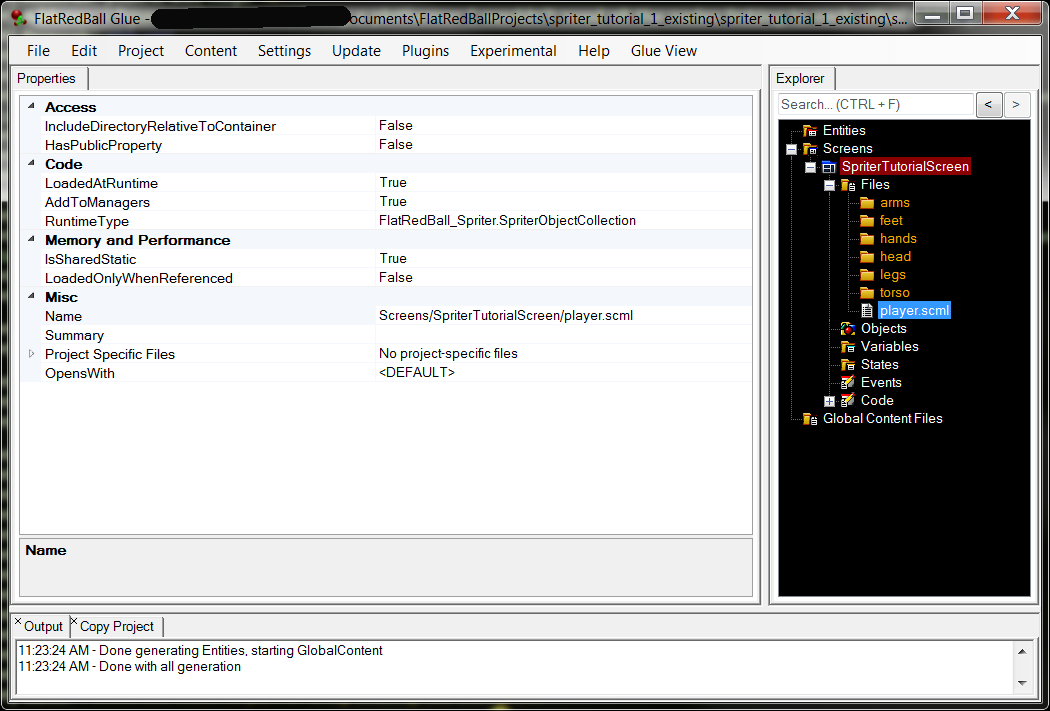 FlatRedBall Glue - ocuments\FlatRedBallProjects\spriter_tutorial_1_existing\spriter_tutorial_1_existing\s...
File Edit Project Content Settings Update Plugins Experimental Help Glue View
Properties
Access
IncludeDirectoryRelativeToContainer False
HasPublicProperty False
Code
LoadedAtRuntime True
AddToManagers True
RuntimeType FlatRedBall_Spriter.SpriterObjectCollection
Memory and Performance
IsSharedStatic True
LoadedOnlyWhenReferenced False
Misc
Name Screens/SpriterTutorialScreen/player.scml
Summary
Project Specific Files No project-specific files
OpensWith <DEFAULT>
Name
Explorer
Search... (CTRL + F) < >
Entities
Screens
SpriterTutorialScreen
Files
arms
feet
hands
head
legs
torso
player.scml
Objects
Variables
States
Events
Code
Global Content Files
Output Copy Project
11:23:24 AM - Done generating Entities, starting GlobalContent
11:23:24 AM - Done with all generation